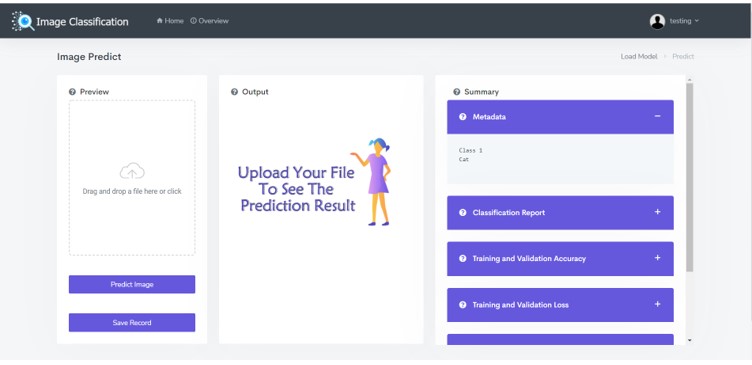 Image Classification
Home
Overview
testing
Image Predict
Load Model
Predict
Preview
Drag and drop a file here or click
Predict Image
Save Record
Output
Upload Your File
To See The
Prediction Result
Summary
Metadata
Class 1
Cat
Classification Report
Training and Validation Accuracy
Training and Validation Loss